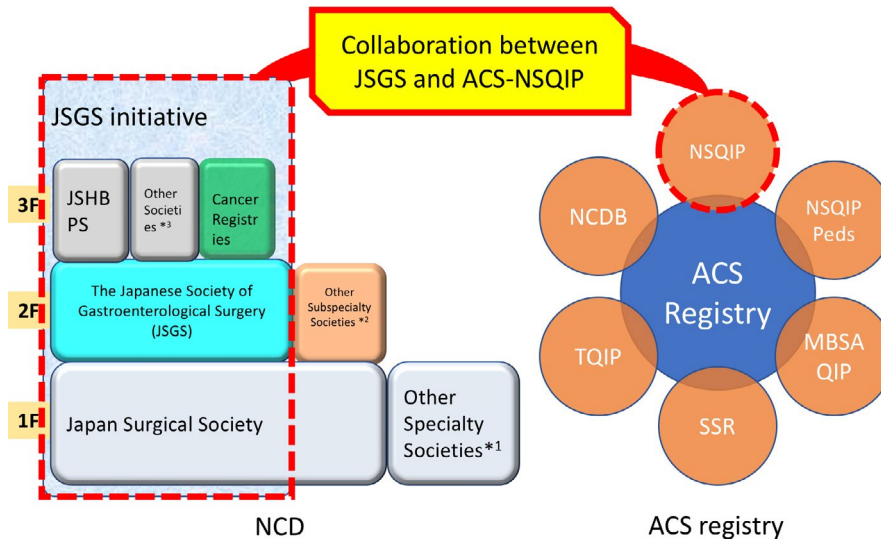 Collaboration between
JSGS and ACS-NSQIP
JSGS initiative
3F
JSHB
PS
Other
Societi
es *3
Cancer
Registr
ies
2F
The Japanese Society of
Gastroenterological Surgery
(JSGS)
Other
Subspecialty
Societies *2
1F
Japan Surgical Society
Other
Specialty
Societies*1
NCD
NSQIP
NCDB
NSQIP
Peds
ACS
Registry
TQIP
MBSA
QIP
SSR
ACS registry